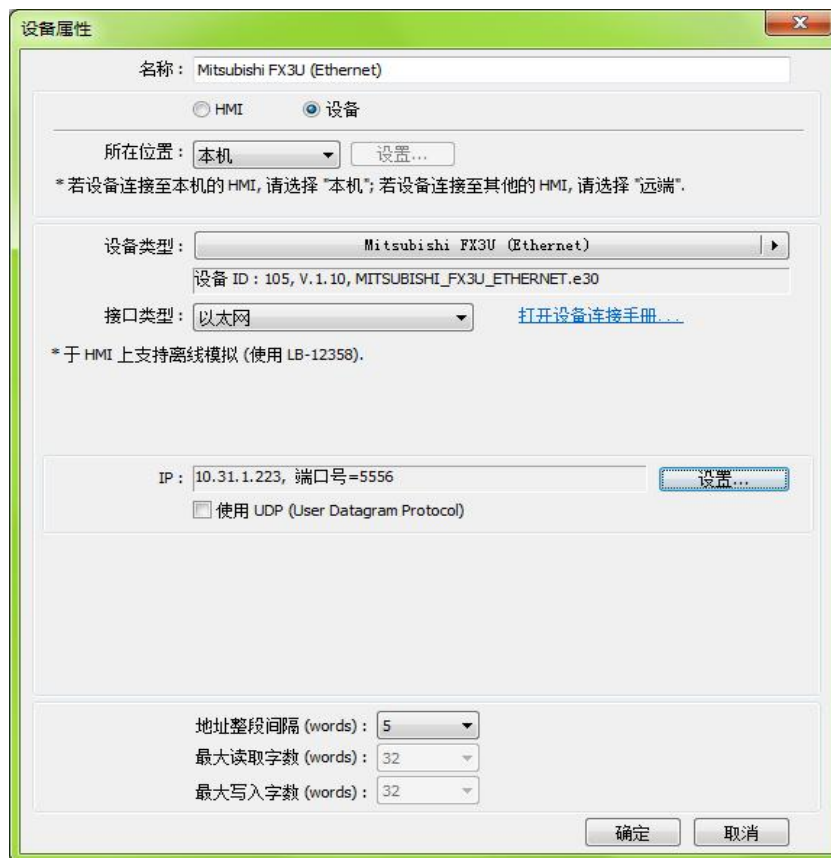 设备属性
名称 : Mitsubishi FX3U (Ethernet)
HMI 设备
所在位置 : 本机 设置...
* 若设备连接至本机的 HMI, 请选择 "本机"; 若设备连接至其他的 HMI, 请选择 "远端".
设备类型 : Mitsubishi FX3U (Ethernet)
设备 ID : 105, V.1.10, MITSUBISHI_FX3U_ETHERNET.e30
接口类型 : 以太网 打开设备连接手册...
* 于 HMI 上支持离线模拟 (使用 LB-12358).
IP : 10.31.1.223, 端口号=5556 设置...
使用 UDP (User Datagram Protocol)
地址整段间隔 (words) : 5
最大读取字数 (words) : 32
最大写入字数 (words) : 32
确定 取消